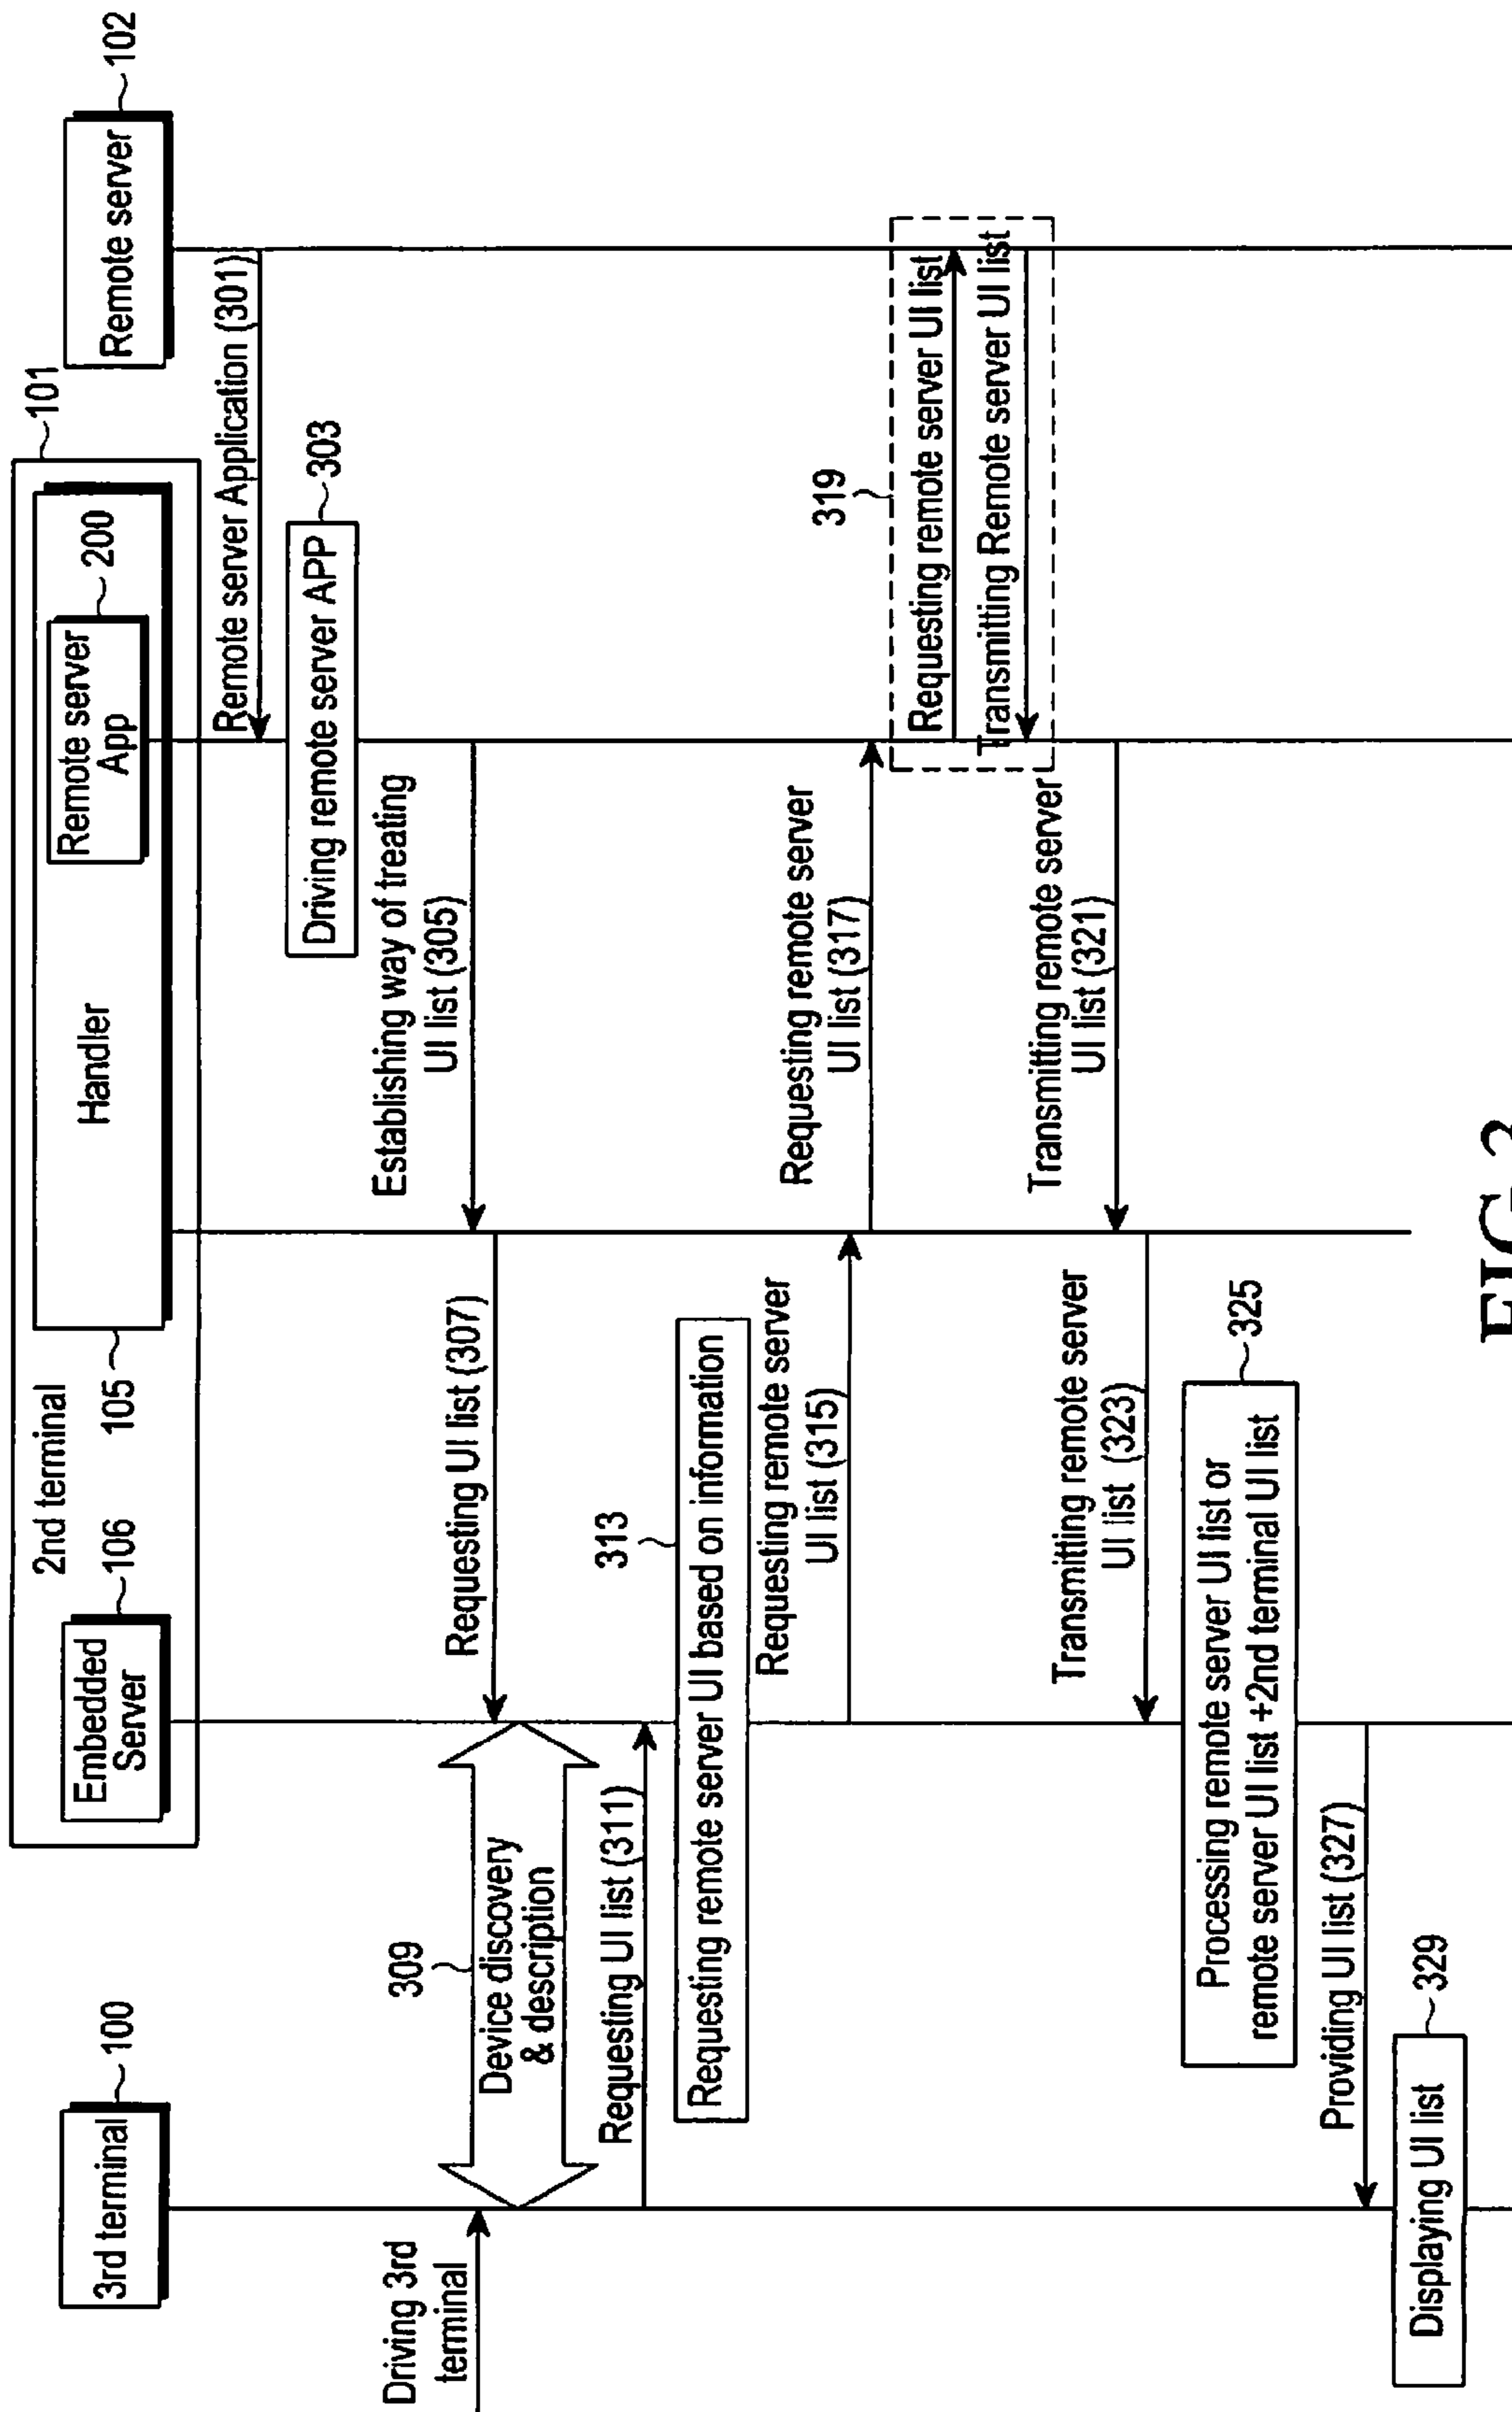 2nd terminal
101
3rd terminal
100
Embedded
Server
106
105
Handler
Remote server
App
200
Remote server
102
Remote server Application (301)
Driving remote server APP
303
Establishing way of treating
UI list (305)
Driving 3rd
terminal
Requesting UI list (307)
309
Device discovery
& description
Requesting UI list (311)
313
Requesting remote server UI based on information
Requesting remote server
UI list (315)
Requesting remote server
UI list (317)
319
Requesting remote server UI list
Transmitting Remote server UI list
Transmitting remote server
UI list (321)
Transmitting remote server
UI list (323)
Processing remote server UI list or
remote server UI list +2nd terminal UI list
325
Providing UI list (327)
Displaying UI list
329